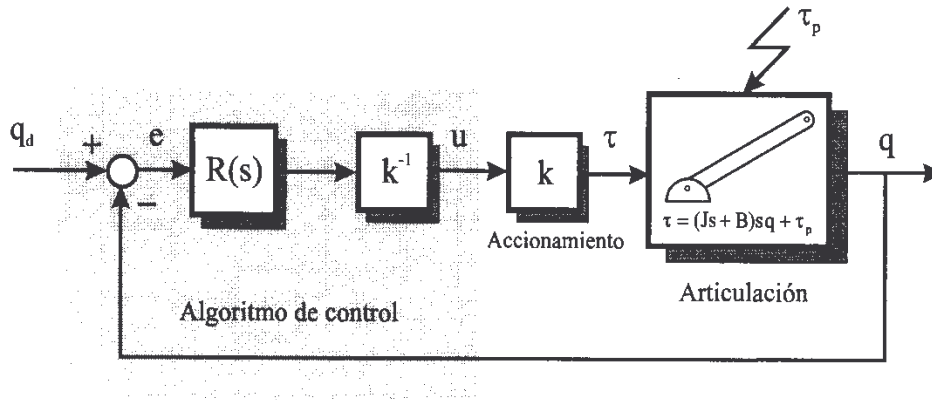 τp
qd
+
e
R(s)
k⁻¹
u
k
τ
q
−
τ = (Js + B)sq + τp
Accionamiento
Articulación
Algoritmo de control